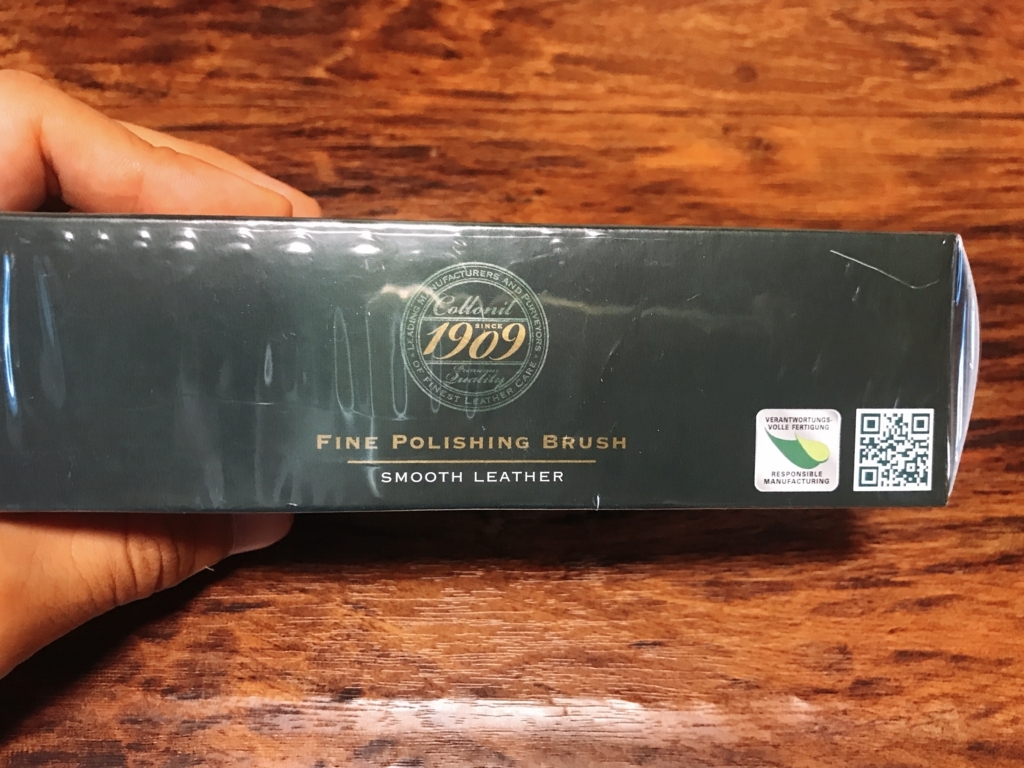 LEADING MANUFACTURERS AND PURVEYORS
Collonil
SINCE
1909
Premium
Quality
OF FINEST LEATHER CARE
FINE POLISHING BRUSH
SMOOTH LEATHER
VERANTWORTUNGS-
VOLLE FERTIGUNG
RESPONSIBLE
MANUFACTURING